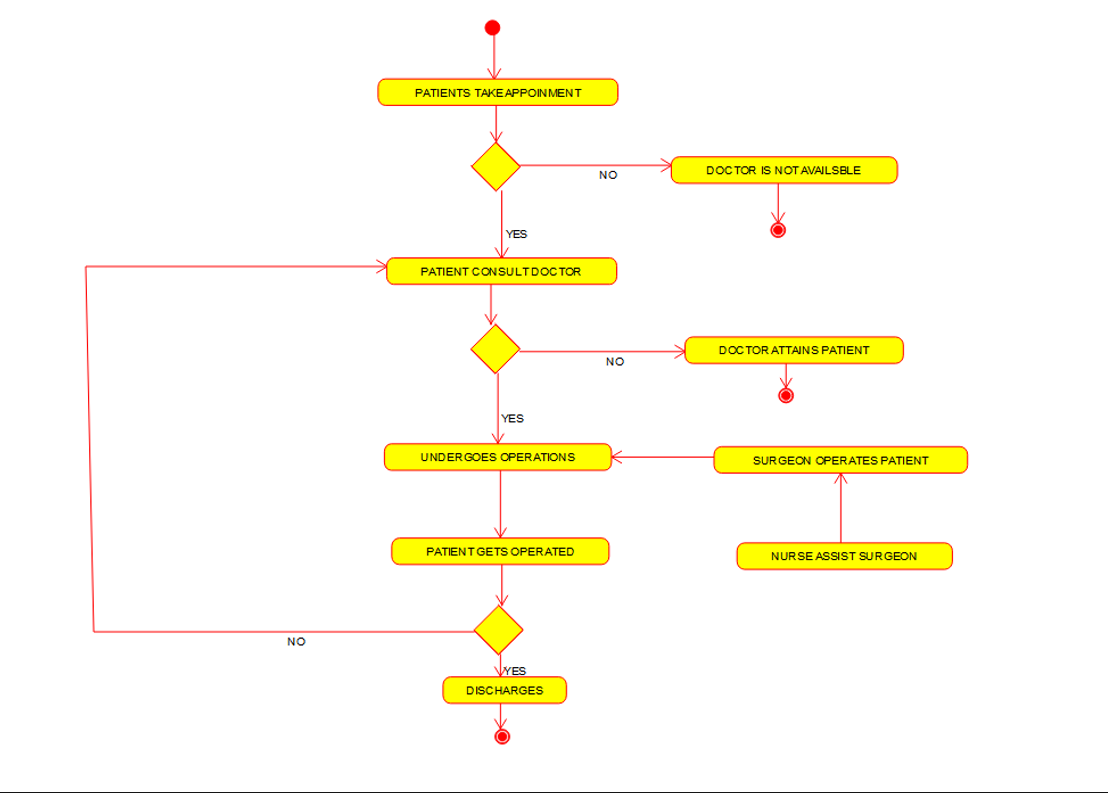 PATIENTS TAKE APPOINMENT
NO
DOCTOR IS NOT AVAILSBLE
YES
PATIENT CONSULT DOCTOR
NO
DOCTOR ATTAINS PATIENT
YES
UNDERGOES OPERATIONS
SURGEON OPERATES PATIENT
PATIENT GETS OPERATED
NURSE ASSIST SURGEON
NO
YES
DISCHARGES